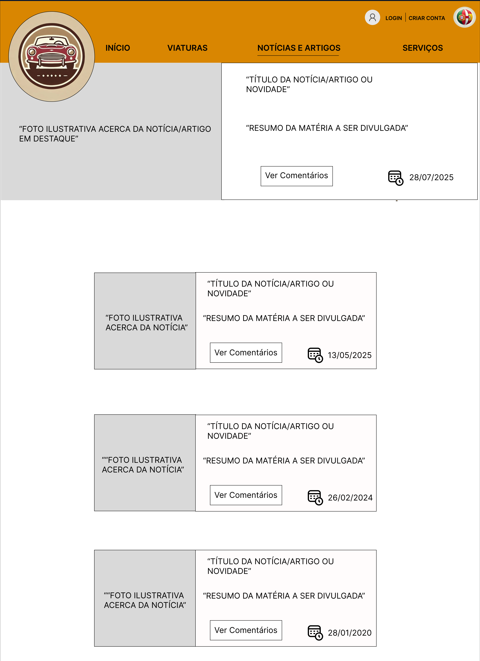 LOGIN | CRIAR CONTA
INÍCIO VIATURAS NOTÍCIAS E ARTIGOS SERVIÇOS
"FOTO ILUSTRATIVA ACERCA DA NOTÍCIA/ARTIGO
EM DESTAQUE"
"TÍTULO DA NOTÍCIA/ARTIGO OU
NOVIDADE"
"RESUMO DA MATÉRIA A SER DIVULGADA"
Ver Comentários
28/07/2025
"FOTO ILUSTRATIVA
ACERCA DA NOTÍCIA"
"TÍTULO DA NOTÍCIA/ARTIGO OU
NOVIDADE"
"RESUMO DA MATÉRIA A SER DIVULGADA"
Ver Comentários
13/05/2025
""FOTO ILUSTRATIVA
ACERCA DA NOTÍCIA"
"TÍTULO DA NOTÍCIA/ARTIGO OU
NOVIDADE"
"RESUMO DA MATÉRIA A SER DIVULGADA"
Ver Comentários
26/02/2024
""FOTO ILUSTRATIVA
ACERCA DA NOTÍCIA"
"TÍTULO DA NOTÍCIA/ARTIGO OU
NOVIDADE"
"RESUMO DA MATÉRIA A SER DIVULGADA"
Ver Comentários
28/01/2020